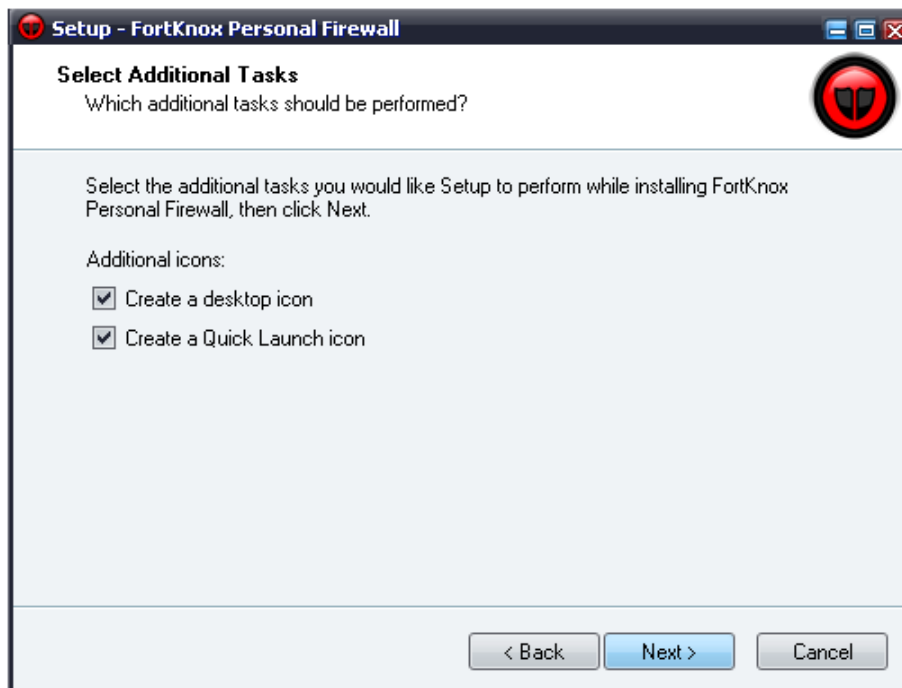 Setup - FortKnox Personal Firewall
Select Additional Tasks
Which additional tasks should be performed?
Select the additional tasks you would like Setup to perform while installing FortKnox
Personal Firewall, then click Next.
Additional icons:
Create a desktop icon
Create a Quick Launch icon
< Back
Next >
Cancel